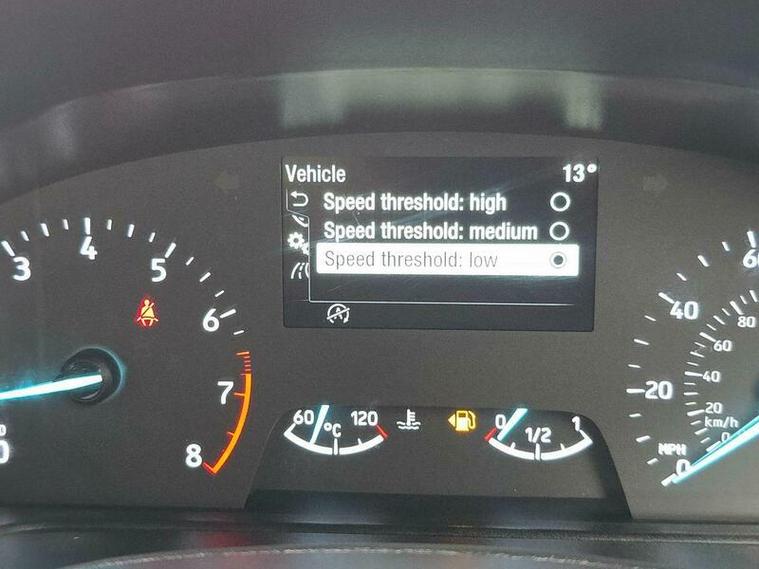 Vehicle 13°
Speed threshold: high
Speed threshold: medium
Speed threshold: low
3 4 5 6 7 8
60 °C 120
0 1/2 1
0 20 40
0 20 40 60 80
km/h
MPH